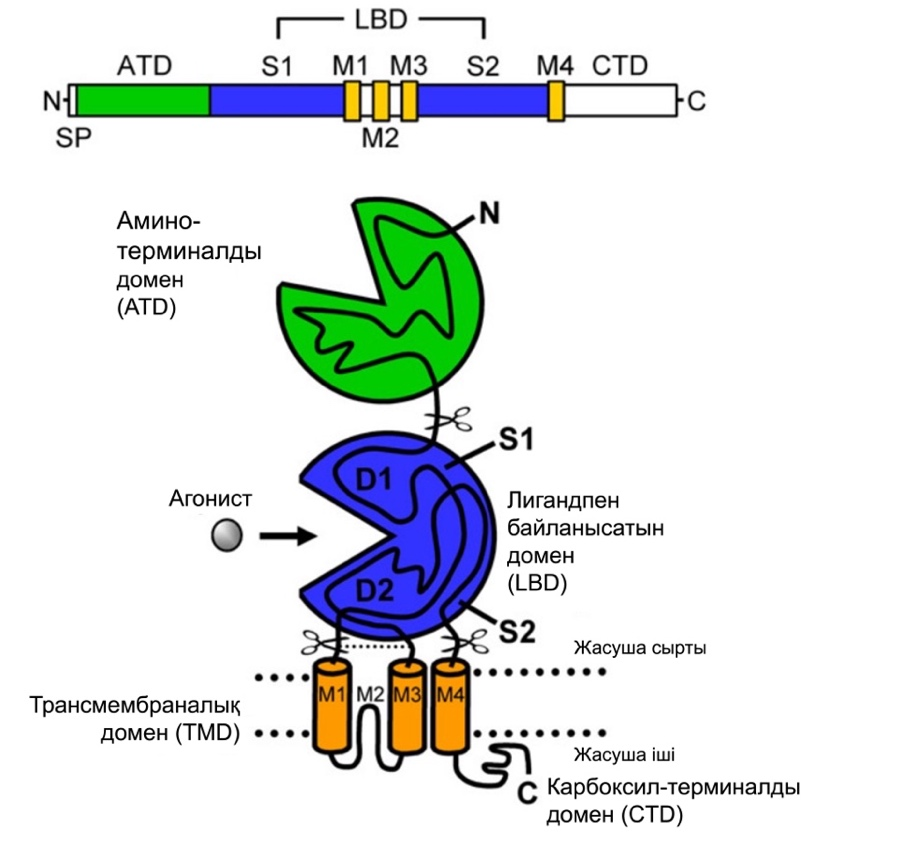 LBD
ATD S1 M1 M3 S2 M4 CTD
N C
SP M2
Амино-
терминалды
домен
(ATD)
N
S1
D1
Агонист
Лигандпен
байланысатын
домен
(LBD)
D2
S2
Жасуша сырты
M1 M2 M3 M4
Трансмембраналық
домен (TMD)
Жасуша іші
C
Карбоксил-терминалды
домен (CTD)